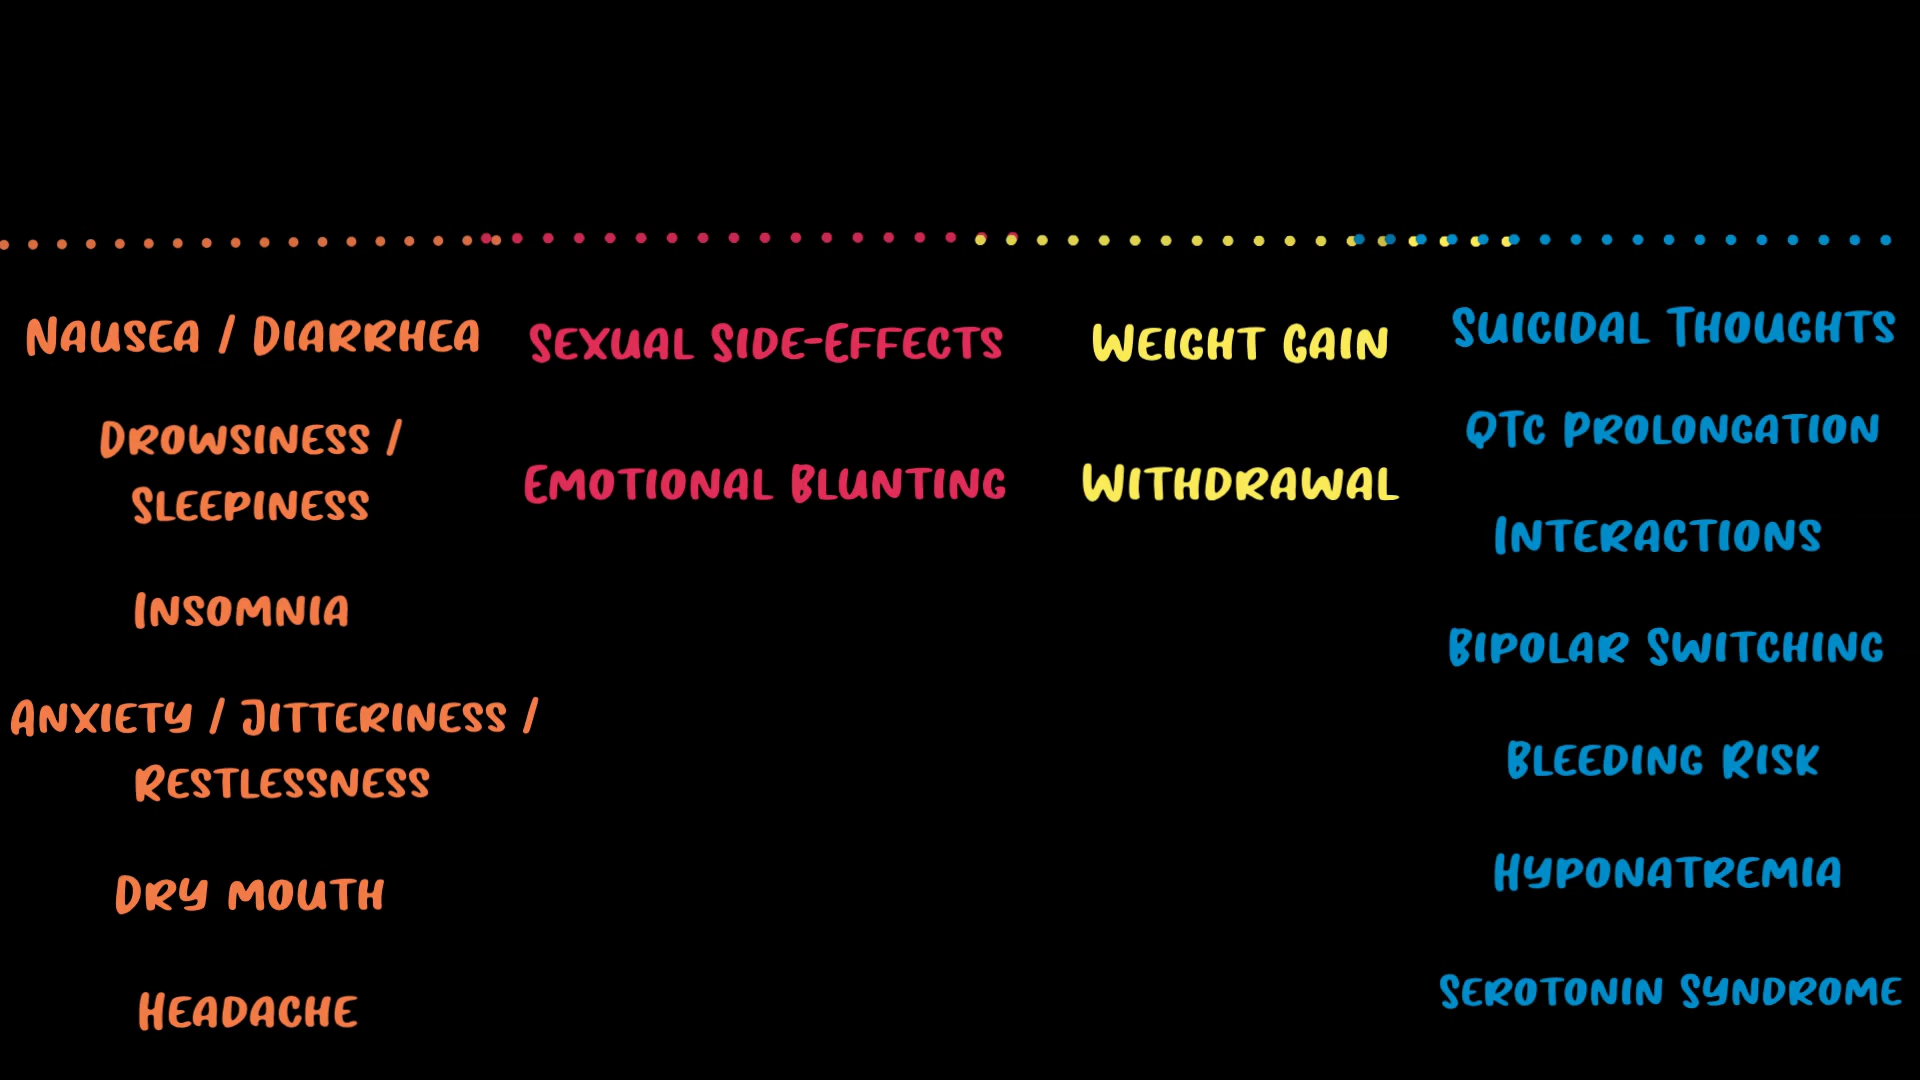 Nausea / Diarrhea
Drowsiness /
Sleepiness
Insomnia
Anxiety / Jitteriness /
Restlessness
Dry mouth
Headache
Sexual Side-Effects
Emotional Blunting
Weight Gain
Withdrawal
Suicidal Thoughts
QTc Prolongation
Interactions
Bipolar Switching
Bleeding Risk
Hyponatremia
Serotonin Syndrome